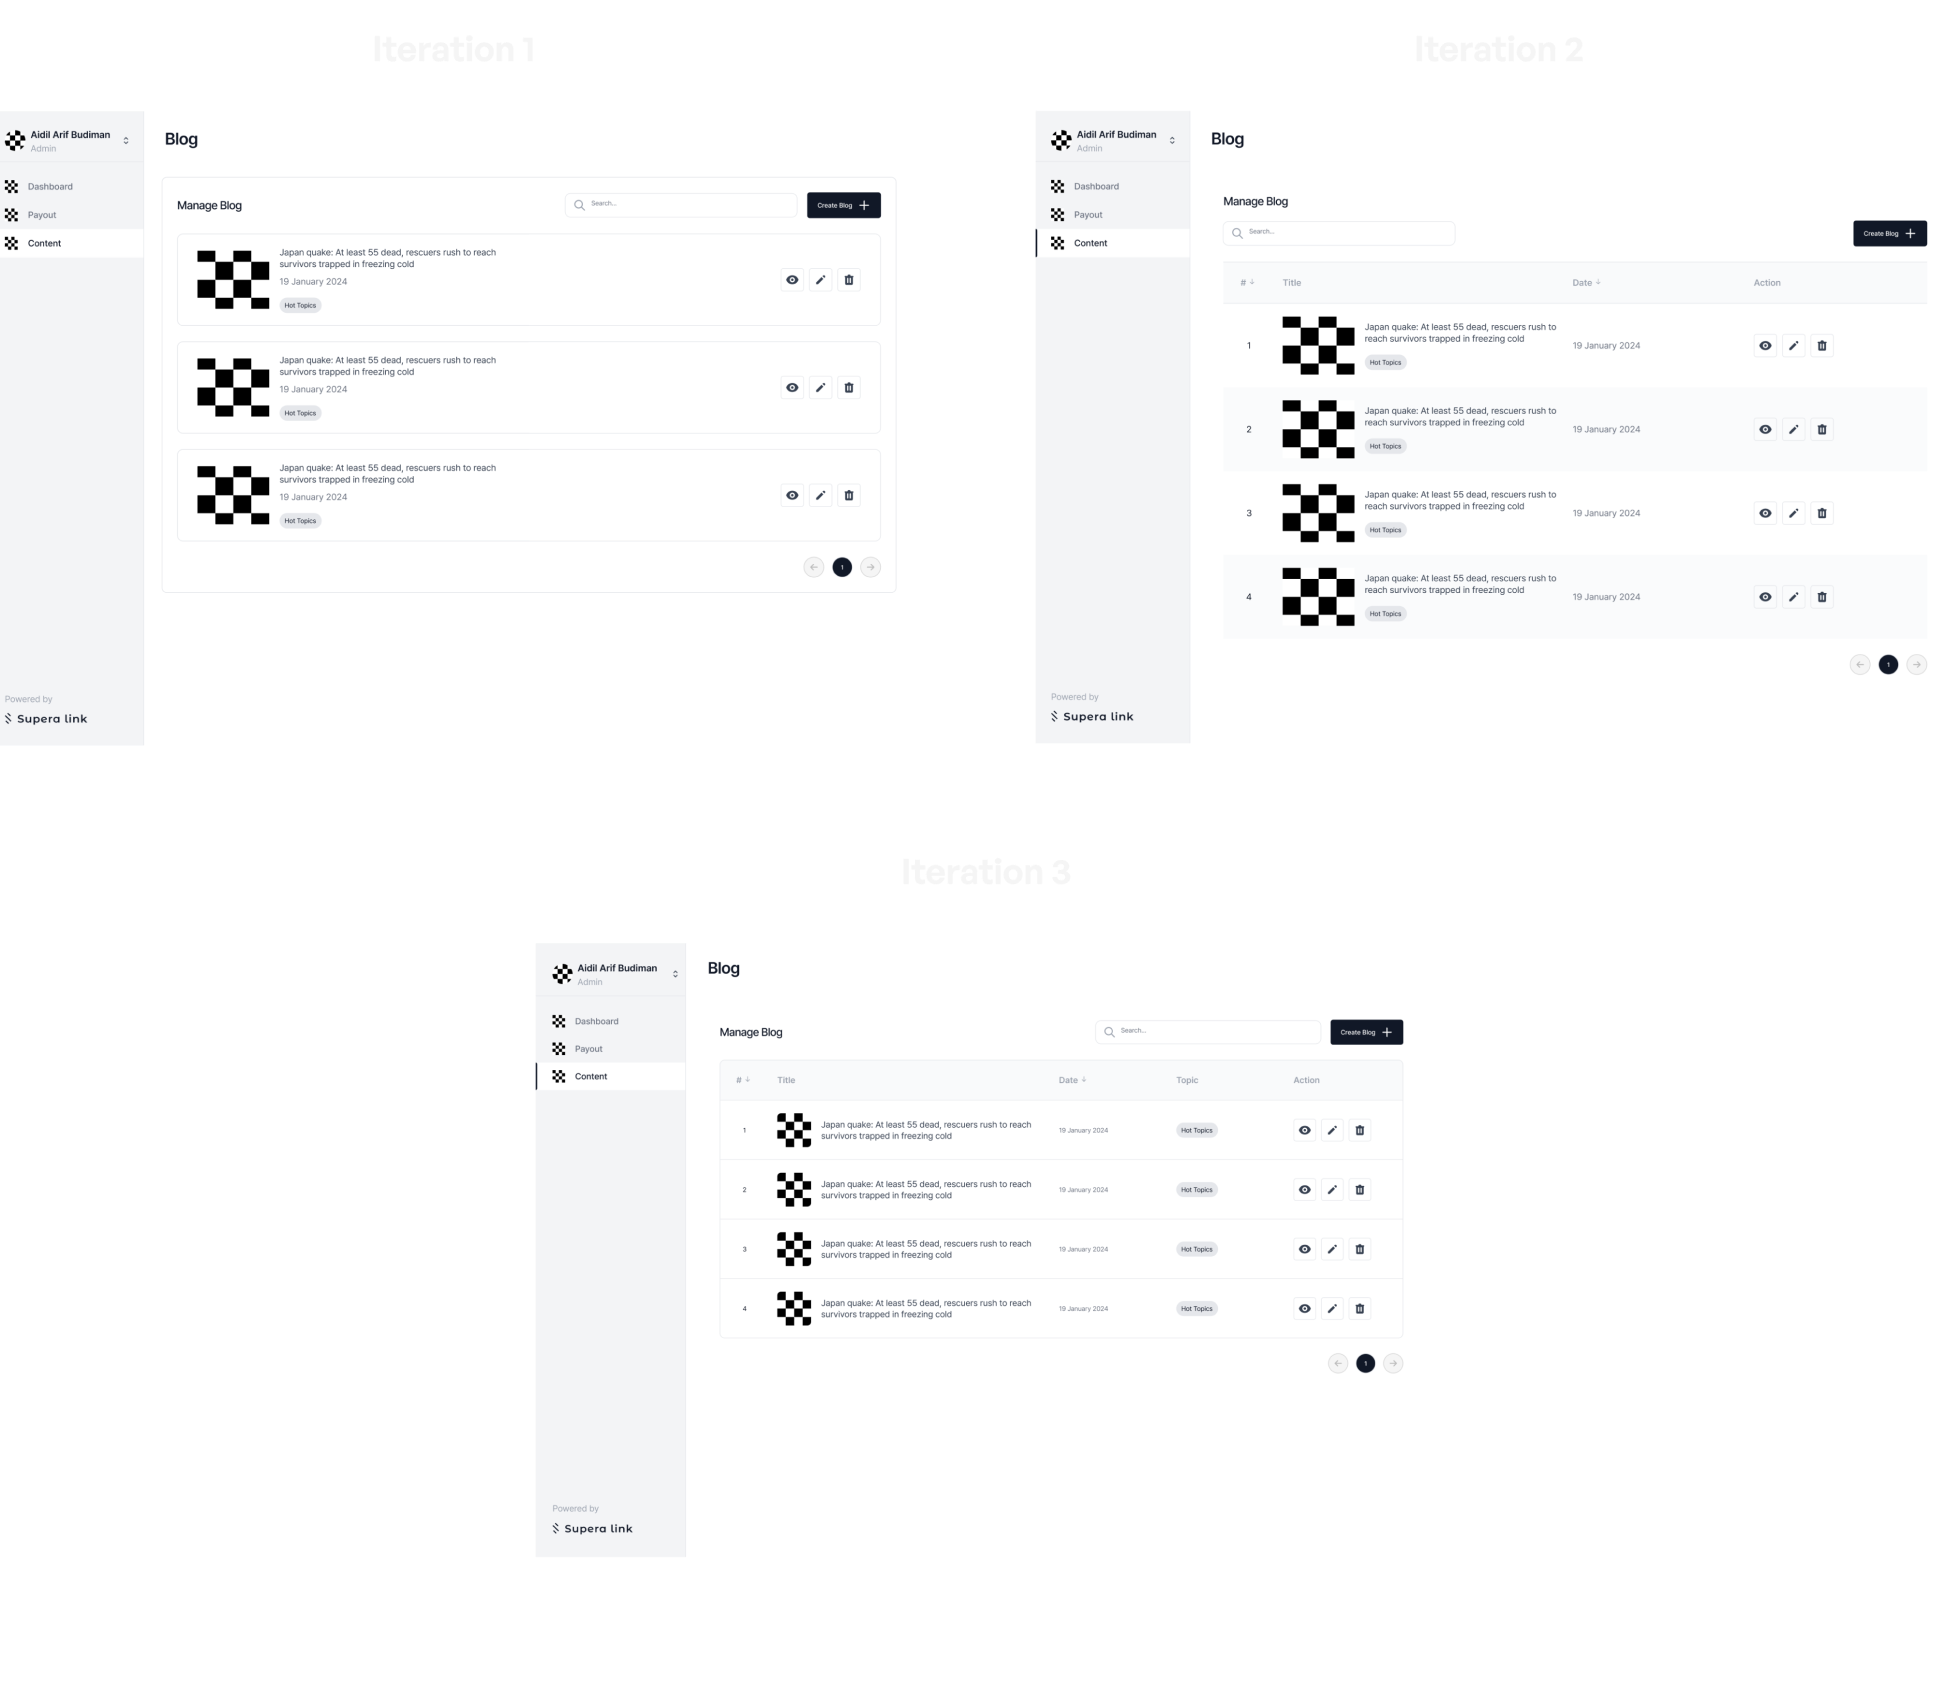 Iteration 1
Aidil Arif Budiman
Admin
Dashboard
Payout
Content
Powered by
Supera link
Blog
Manage Blog
Search...
Create Blog
Japan quake: At least 55 dead, rescuers rush to reach
survivors trapped in freezing cold
19 January 2024
Hot Topics
Japan quake: At least 55 dead, rescuers rush to reach
survivors trapped in freezing cold
19 January 2024
Hot Topics
Japan quake: At least 55 dead, rescuers rush to reach
survivors trapped in freezing cold
19 January 2024
Hot Topics
1
Iteration 2
Aidil Arif Budiman
Admin
Dashboard
Payout
Content
Powered by
Supera link
Blog
Manage Blog
Search...
Create Blog
# Title Date Action
1
Japan quake: At least 55 dead, rescuers rush to
reach survivors trapped in freezing cold
Hot Topics
19 January 2024
2
Japan quake: At least 55 dead, rescuers rush to
reach survivors trapped in freezing cold
Hot Topics
19 January 2024
3
Japan quake: At least 55 dead, rescuers rush to
reach survivors trapped in freezing cold
Hot Topics
19 January 2024
4
Japan quake: At least 55 dead, rescuers rush to
reach survivors trapped in freezing cold
Hot Topics
19 January 2024
1
Iteration 3
Aidil Arif Budiman
Admin
Dashboard
Payout
Content
Powered by
Supera link
Blog
Manage Blog
Search...
Create Blog
# Title Date Topic Action
1
Japan quake: At least 55 dead, rescuers rush to reach
survivors trapped in freezing cold
19 January 2024
Hot Topics
2
Japan quake: At least 55 dead, rescuers rush to reach
survivors trapped in freezing cold
19 January 2024
Hot Topics
3
Japan quake: At least 55 dead, rescuers rush to reach
survivors trapped in freezing cold
19 January 2024
Hot Topics
4
Japan quake: At least 55 dead, rescuers rush to reach
survivors trapped in freezing cold
19 January 2024
Hot Topics
1